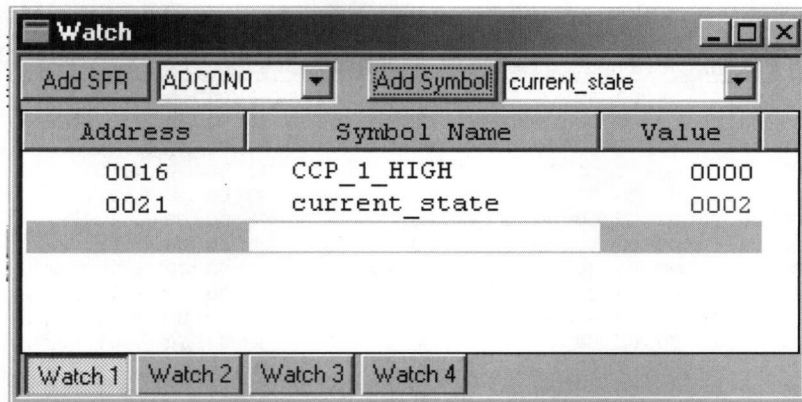 Watch
Add SFR ADCON0 Add Symbol current_state
Address Symbol Name Value
0016 CCP_1_HIGH 0000
0021 current_state 0002
Watch 1 Watch 2 Watch 3 Watch 4